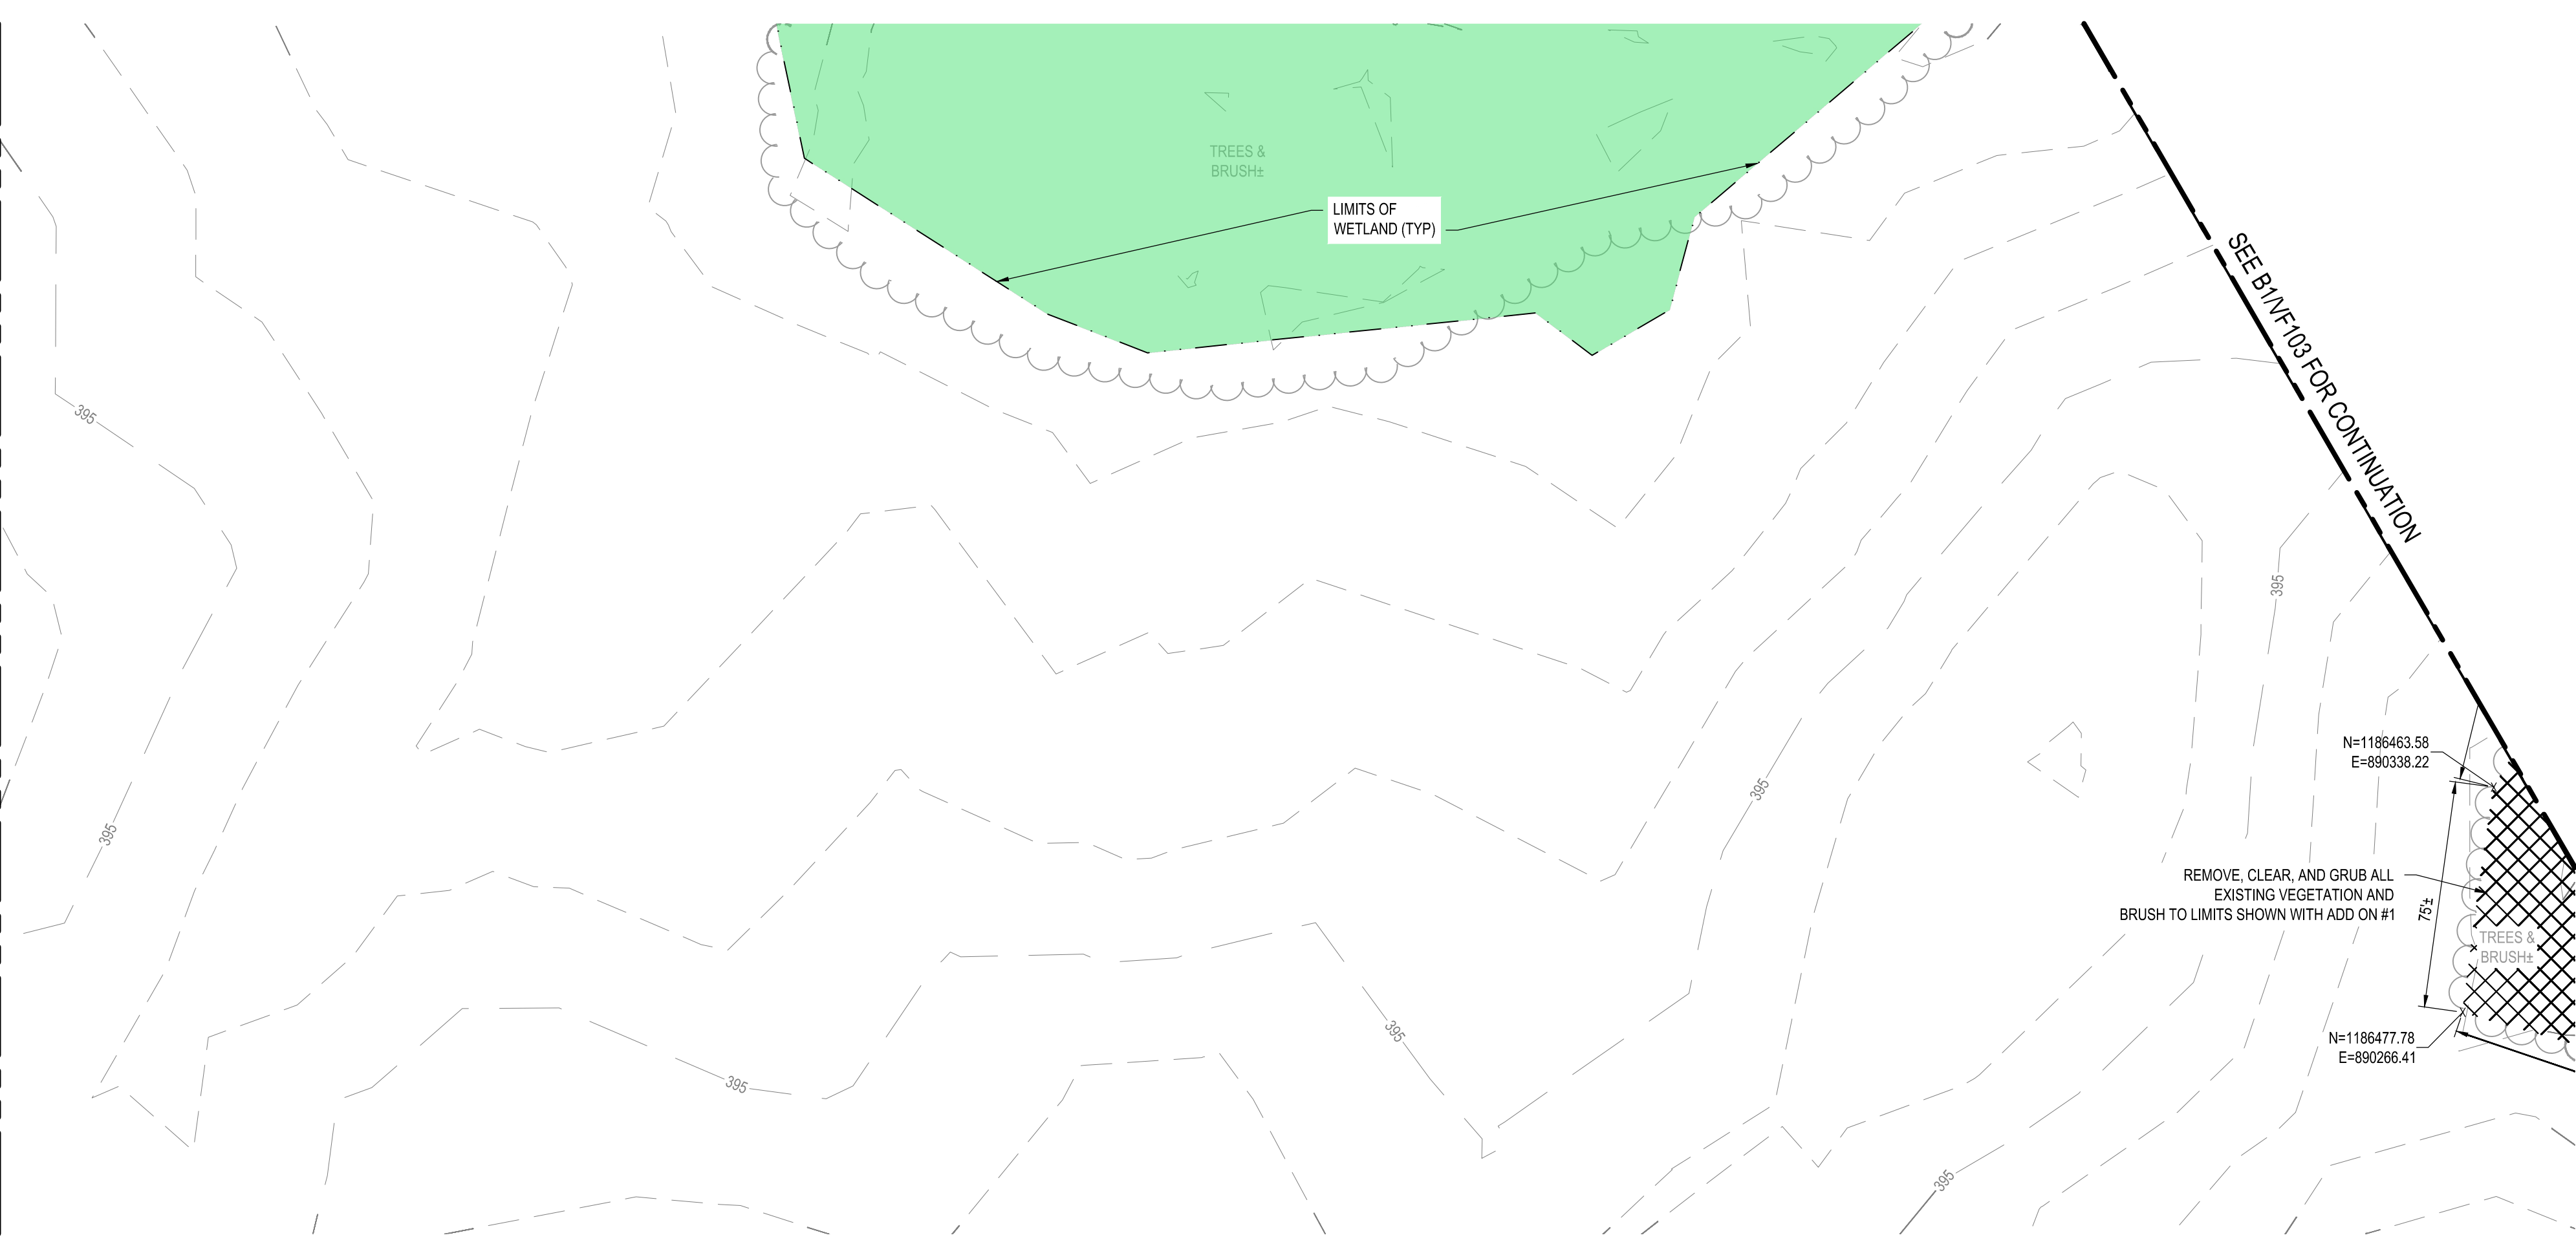 TREES &
BRUSH±
LIMITS OF
WETLAND (TYP)
SEE B1/VF103 FOR CONTINUATION
395
395
395
N=1186463.58
E=890338.22
395
395
REMOVE, CLEAR, AND GRUB ALL
EXISTING VEGETATION AND
BRUSH TO LIMITS SHOWN WITH ADD ON #1
75'±
TREES &
BRUSH±
395
N=1186477.78
E=890266.41
395
395